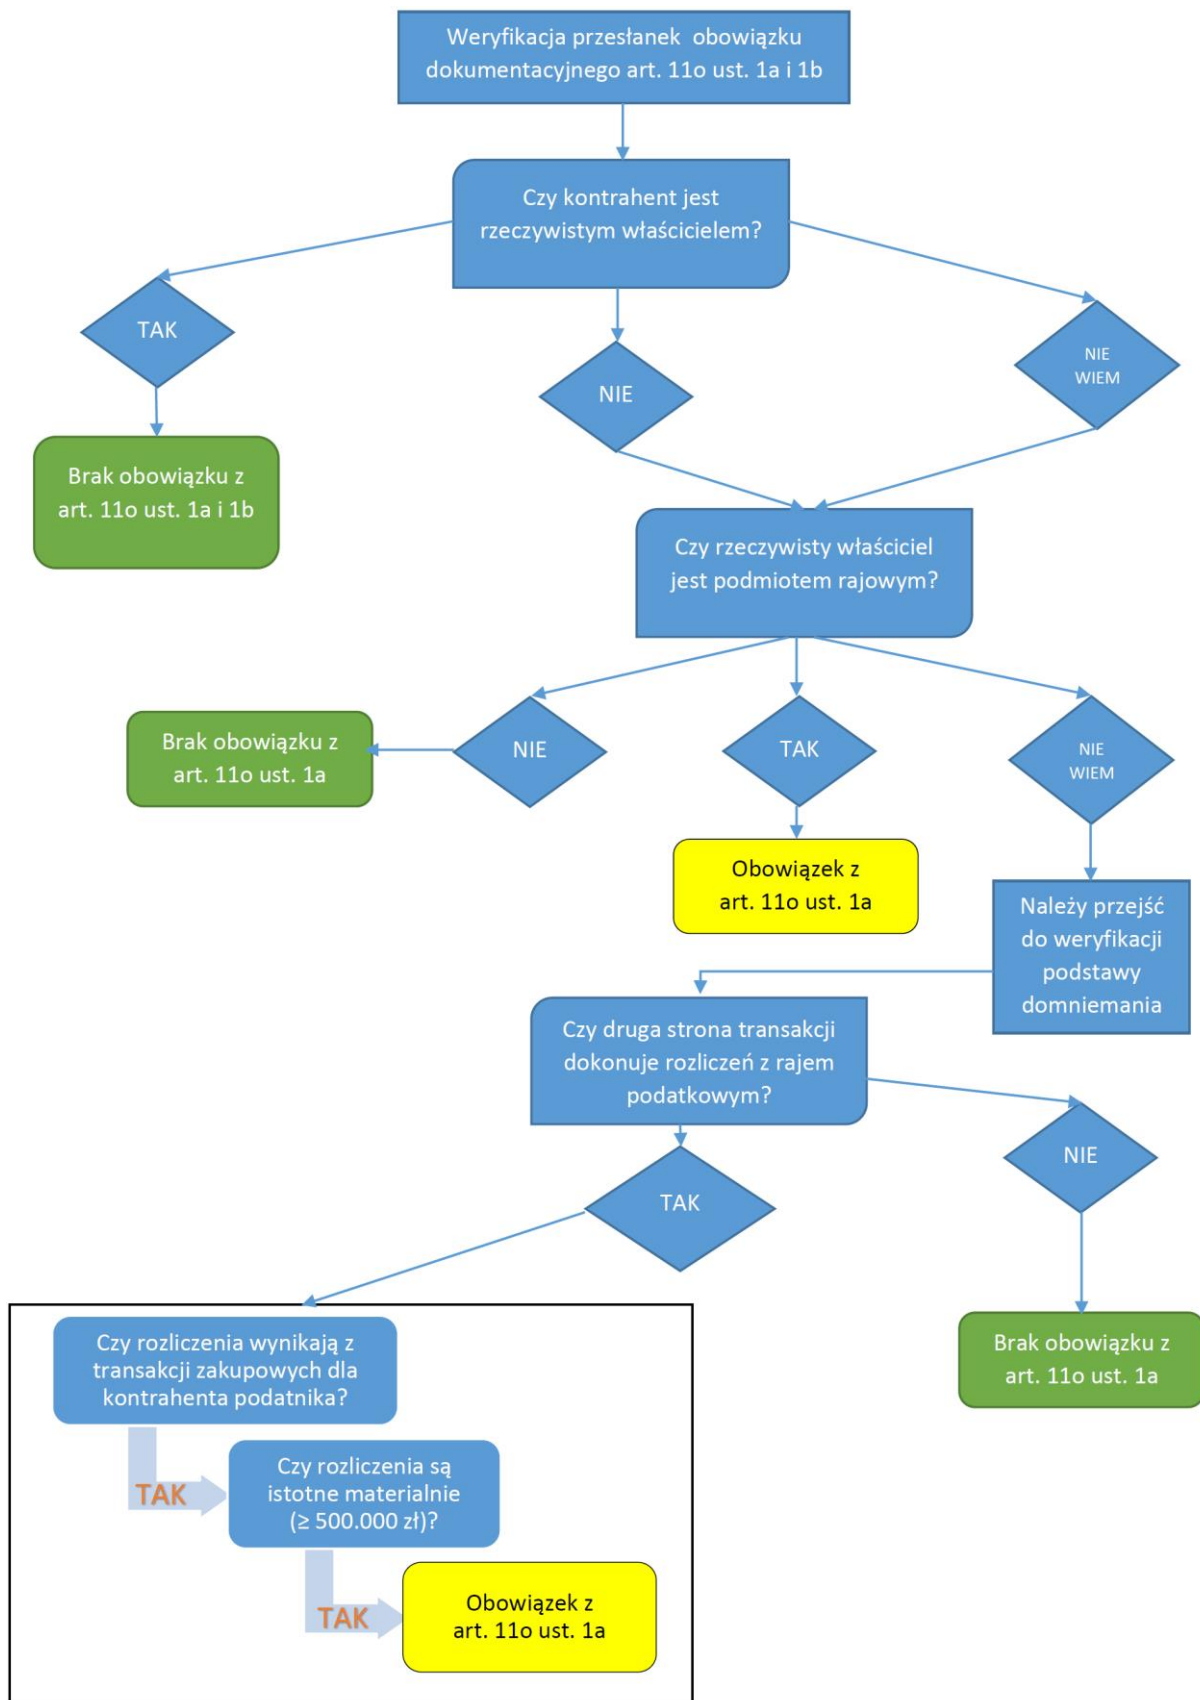 Weryfikacja przesłanek obowiązku
dokumentacyjnego art. 11o ust. 1a i 1b
Czy kontrahent jest
rzeczywistym właścicielem?
TAK
NIE
NIE
WIEM
Brak obowiązku z
art. 11o ust. 1a i 1b
Czy rzeczywisty właściciel
jest podmiotem rajowym?
Brak obowiązku z
art. 11o ust. 1a
NIE
TAK
NIE
WIEM
Obowiązek z
art. 11o ust. 1a
Należy przejść
do weryfikacji
podstawy
domniemania
Czy druga strona transakcji
dokonuje rozliczeń z rajem
podatkowym?
NIE
TAK
Czy rozliczenia wynikają z
transakcji zakupowych dla
kontrahenta podatnika?
Brak obowiązku z
art. 11o ust. 1a
TAK
Czy rozliczenia są
istotne materialnie
(≥ 500.000 zł)?
TAK
Obowiązek z
art. 11o ust. 1a